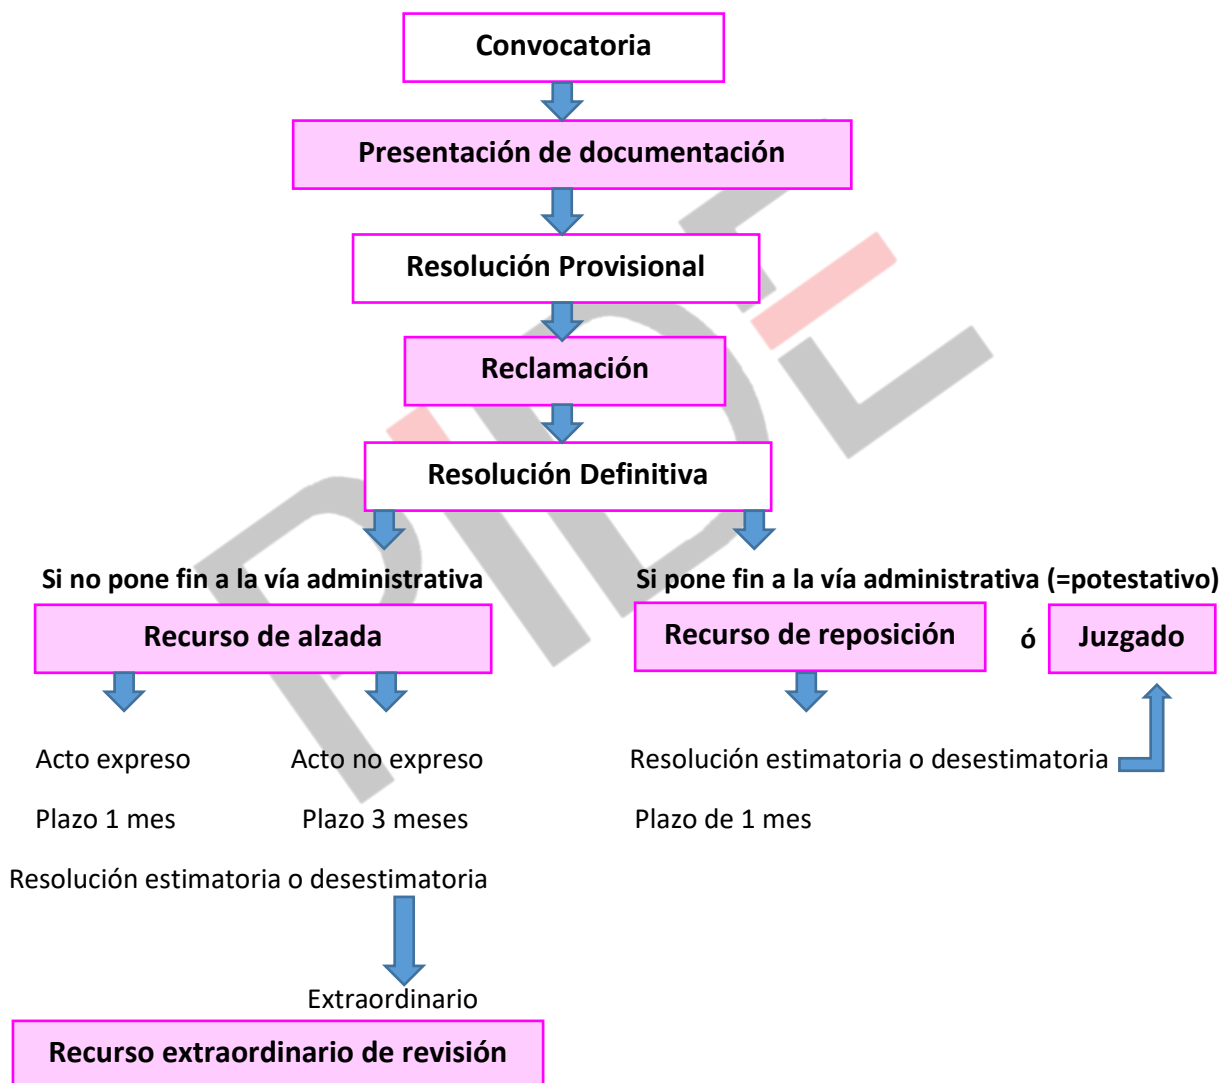 Convocatoria
Presentación de documentación
Resolución Provisional
Reclamación
Resolución Definitiva
Si no pone fin a la vía administrativa
Si pone fin a la vía administrativa (=potestativo)
Recurso de alzada
Recurso de reposición
ó
Juzgado
Acto expreso
Acto no expreso
Resolución estimatoria o desestimatoria
Plazo 1 mes
Plazo 3 meses
Plazo de 1 mes
Resolución estimatoria o desestimatoria
Extraordinario
Recurso extraordinario de revisión
PIDE